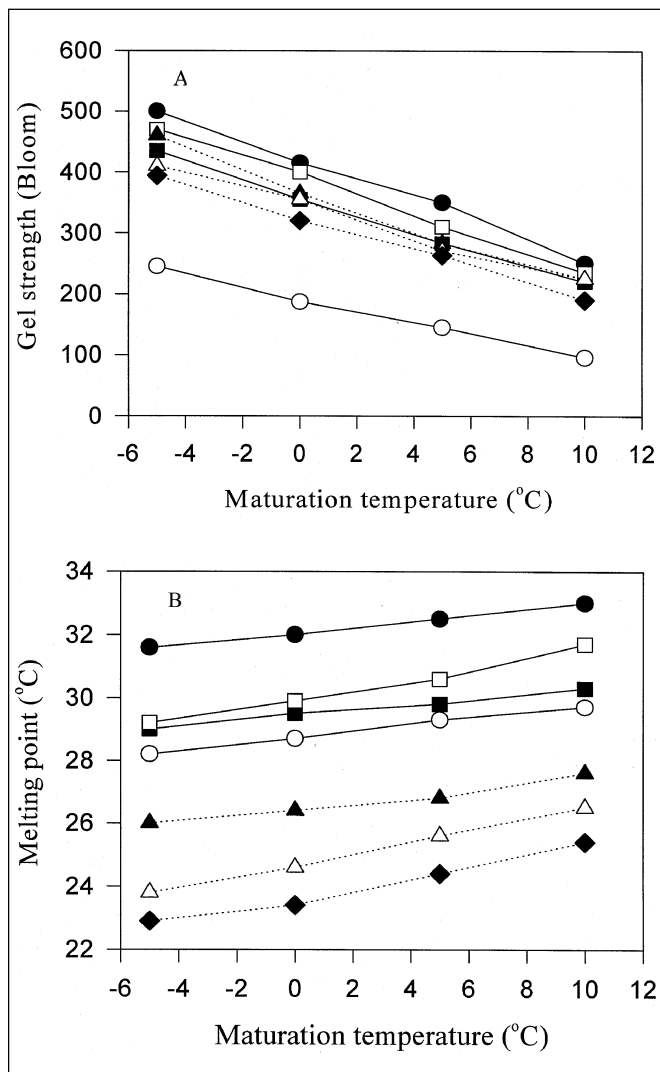 A
Gel strength (Bloom)
600
500
400
300
200
100
0
-6 -4 -2 0 2 4 6 8 10 12
Maturation temperature (°C)
B
Melting point (°C)
34
32
30
28
26
24
22
-6 -4 -2 0 2 4 6 8 10 12
Maturation temperature (°C)